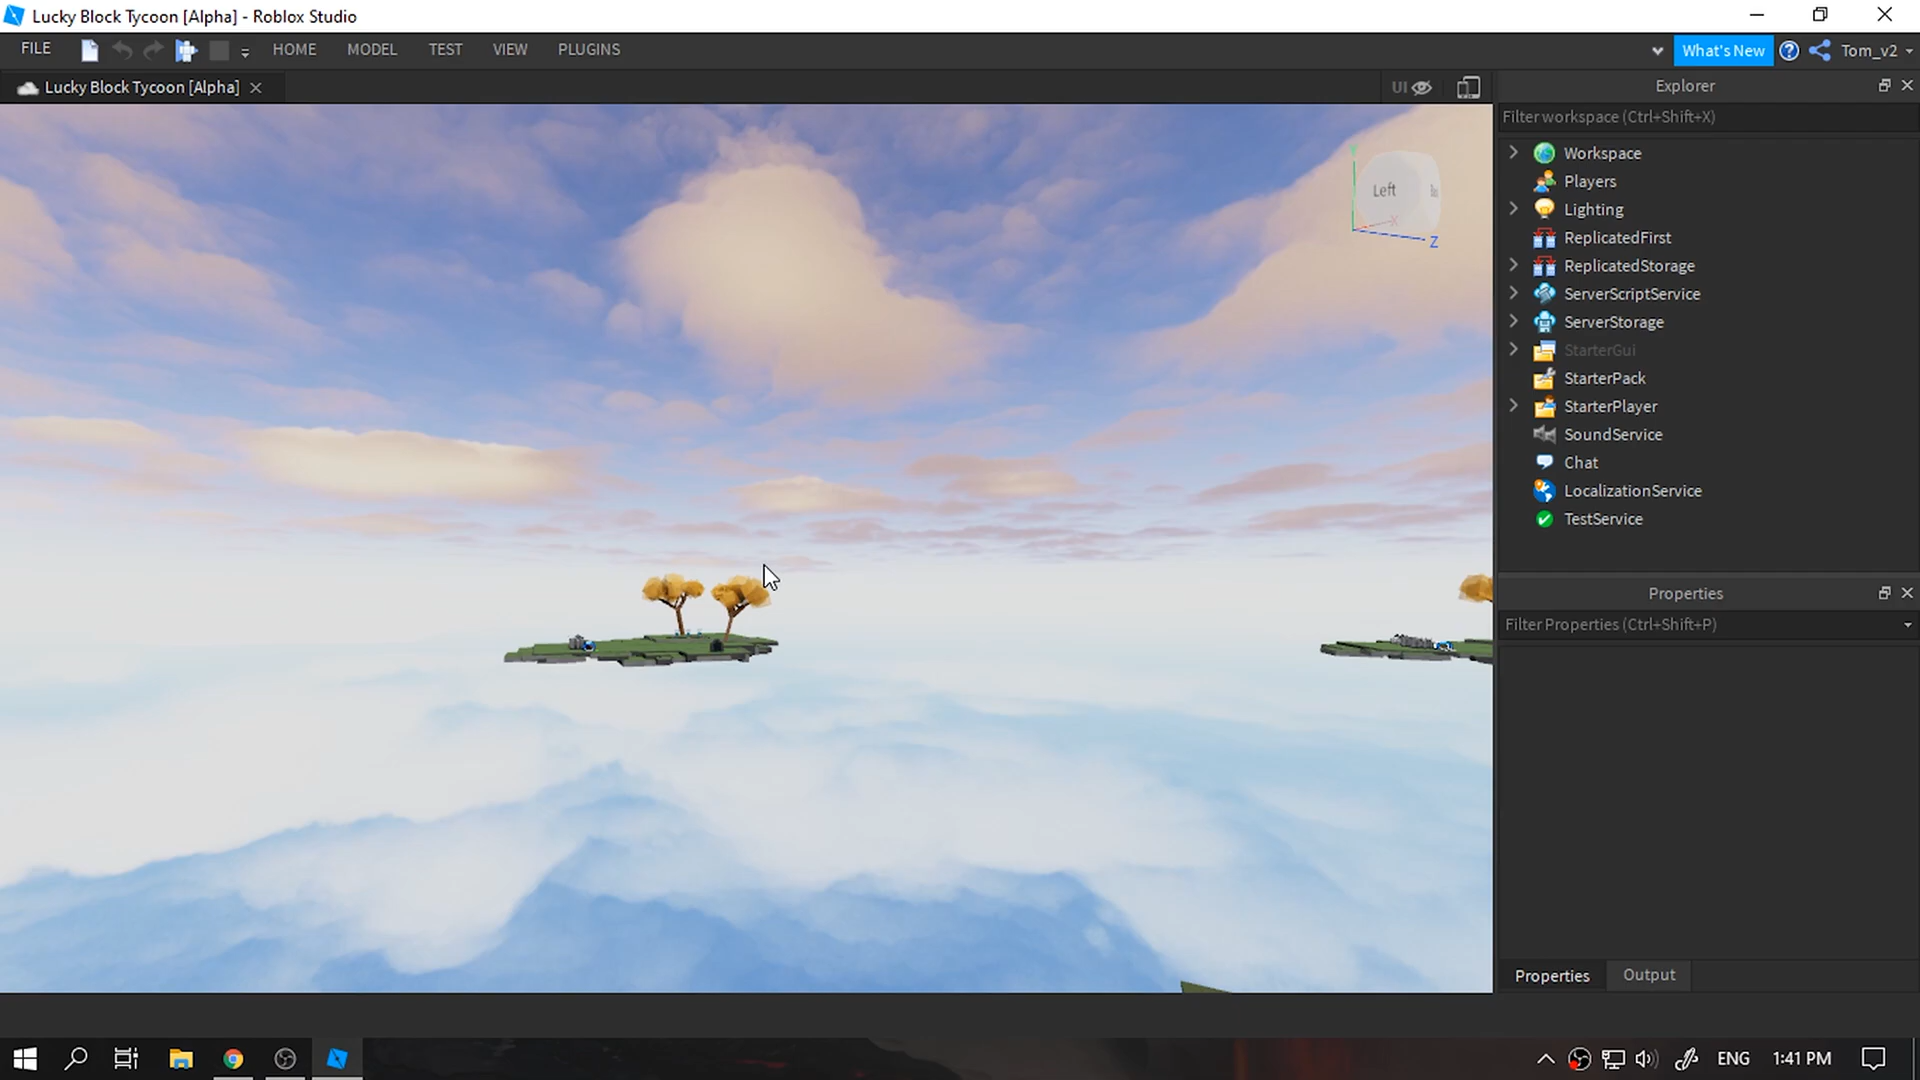 Lucky Block Tycoon [Alpha] - Roblox Studio
FILE HOME MODEL TEST VIEW PLUGINS What's New Tom_v2
Lucky Block Tycoon [Alpha] UI
Explorer
Filter workspace (Ctrl+Shift+X)
Workspace
Players
Lighting
ReplicatedFirst
ReplicatedStorage
ServerScriptService
ServerStorage
StarterGui
StarterPack
StarterPlayer
SoundService
Chat
LocalizationService
TestService
Y
Left
X
Z
Properties
Filter Properties (Ctrl+Shift+P)
Properties Output
ENG 1:41 PM